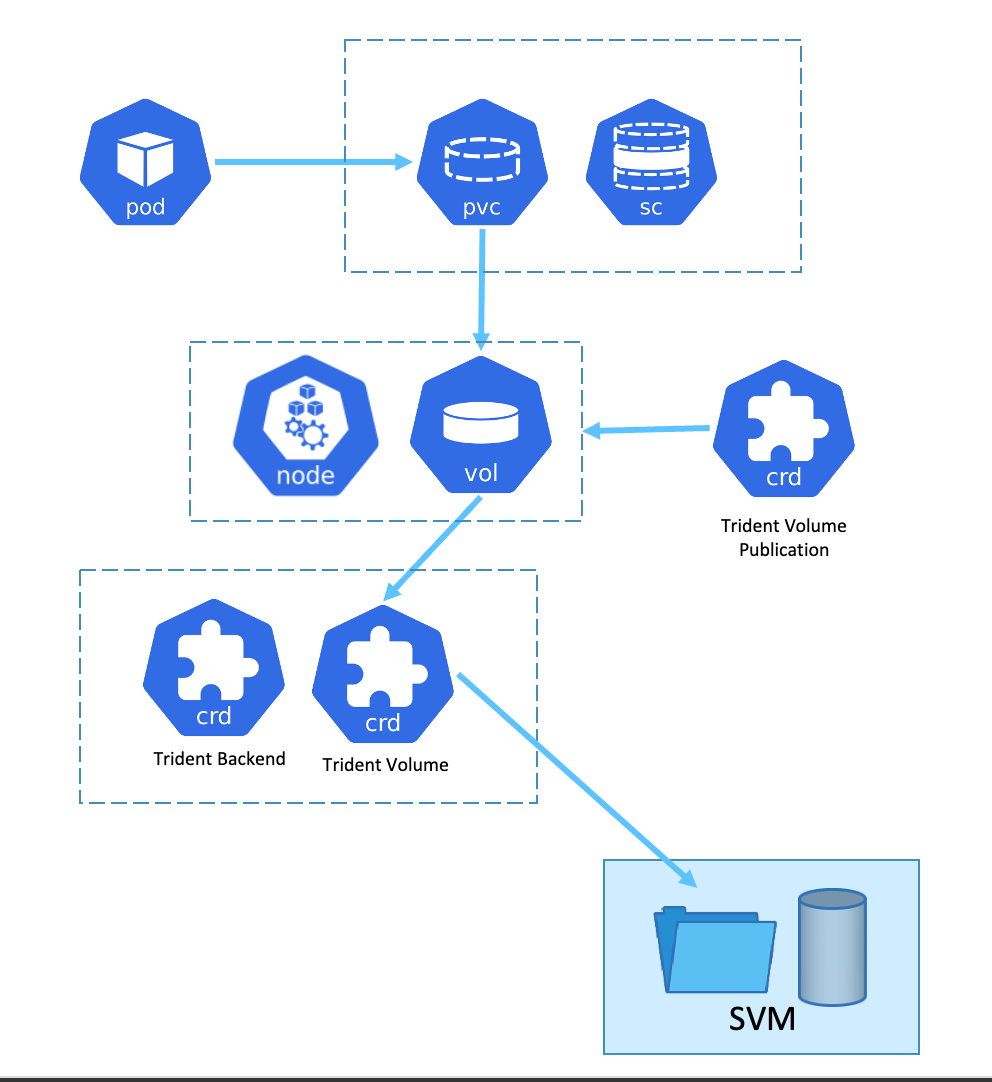 pod
pvc
sc
node
vol
crd
Trident Volume
Publication
crd
crd
Trident Backend
Trident Volume
SVM